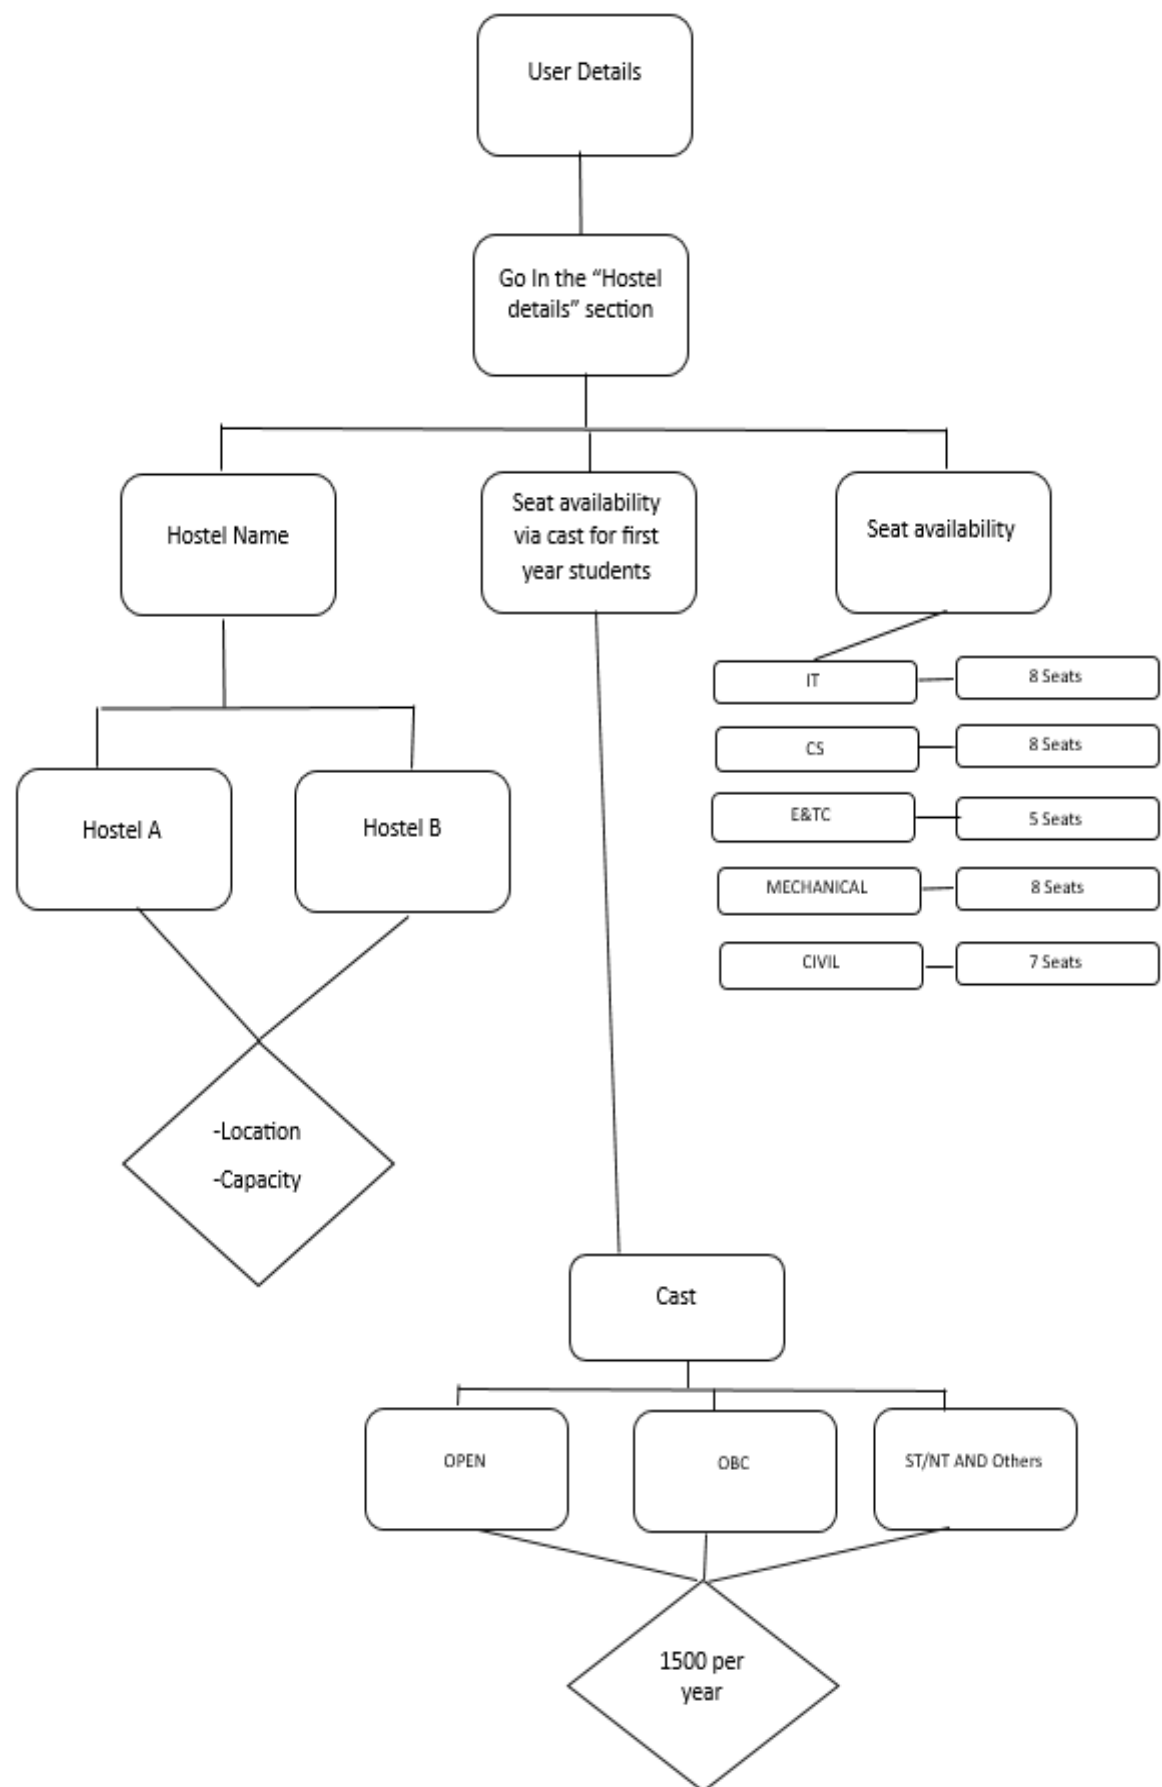 User Details
Go In the “Hostel
details” section
Hostel Name
Seat availability
via cast for first
year students
Seat availability
IT
8 Seats
CS
8 Seats
E&TC
5 Seats
MECHANICAL
8 Seats
CIVIL
7 Seats
Hostel A
Hostel B
-Location
-Capacity
Cast
OPEN
OBC
ST/NT AND Others
1500 per
year